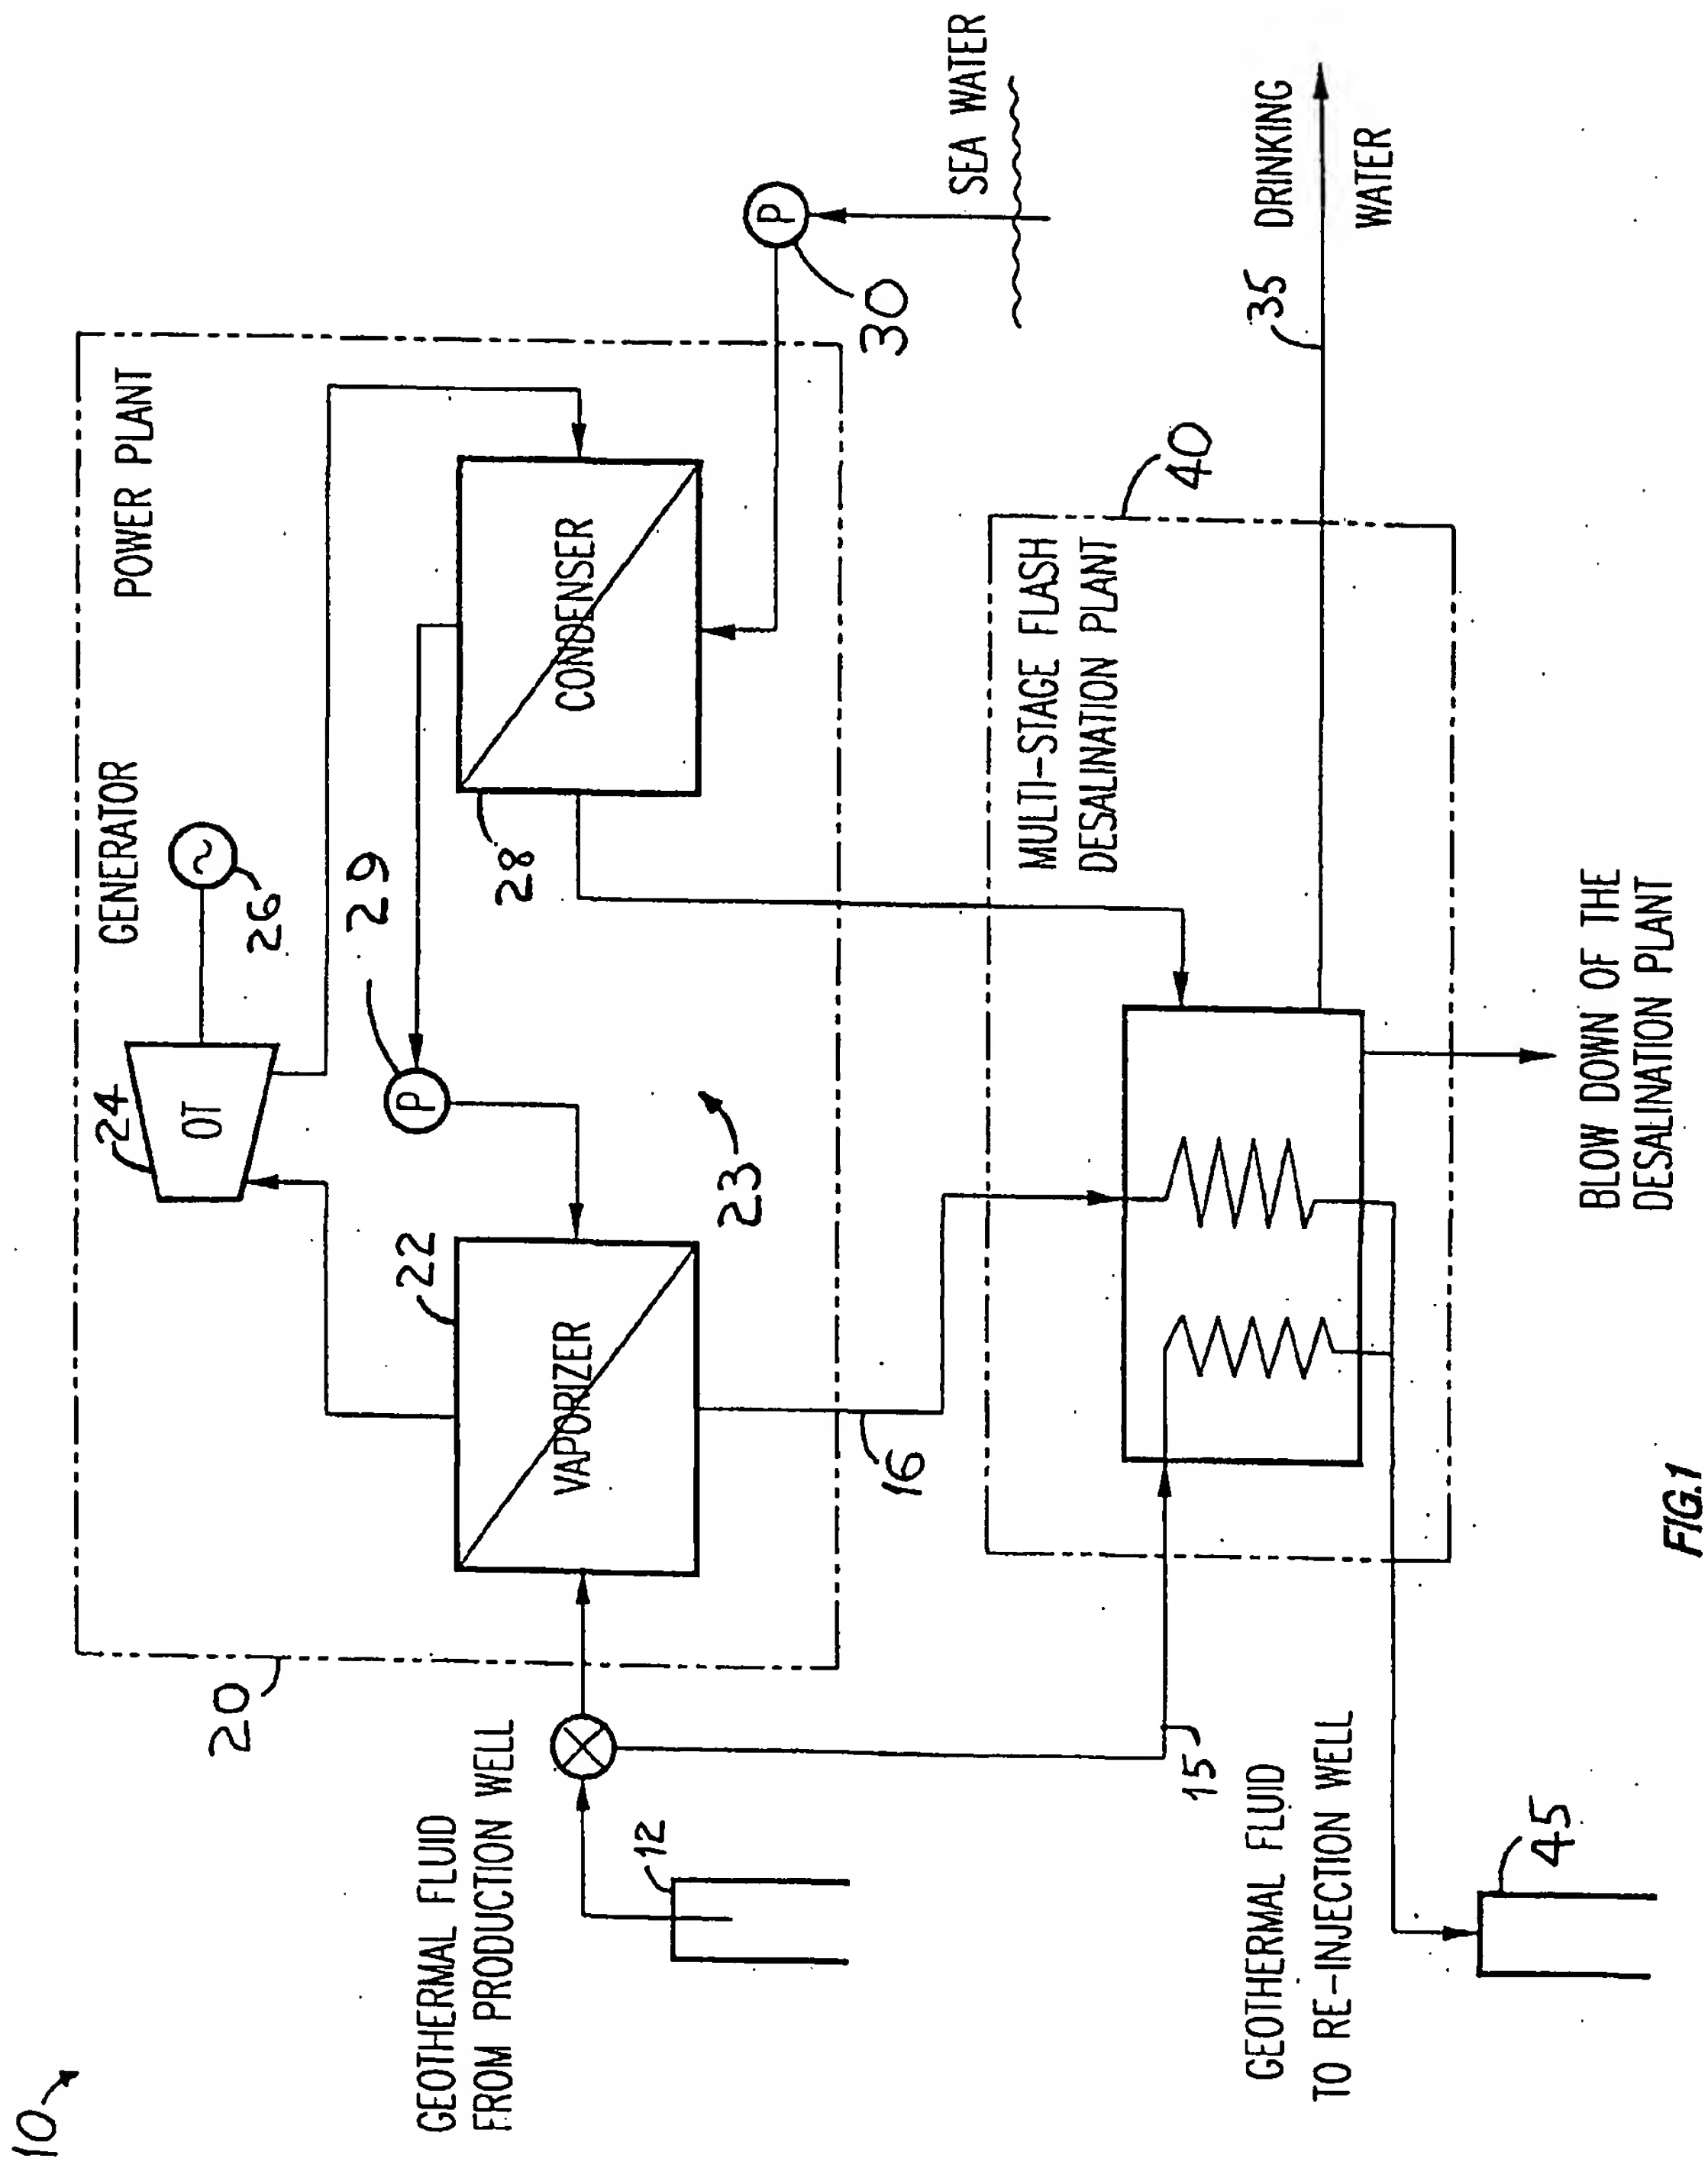 10
POWER PLANT
GENERATOR
26
24
OT
20
GEOTHERMAL FLUID
FROM PRODUCTION WELL
12
22
VAPORIZER
29
P
23
28
CONDENSER
P
30
SEA WATER
16
15
MULTI-STAGE FLASH
DESALINATION PLANT
40
35
DRINKING
WATER
GEOTHERMAL FLUID
TO RE-INJECTION WELL
45
BLOW DOWN OF THE
DESALINATION PLANT
FIG.1